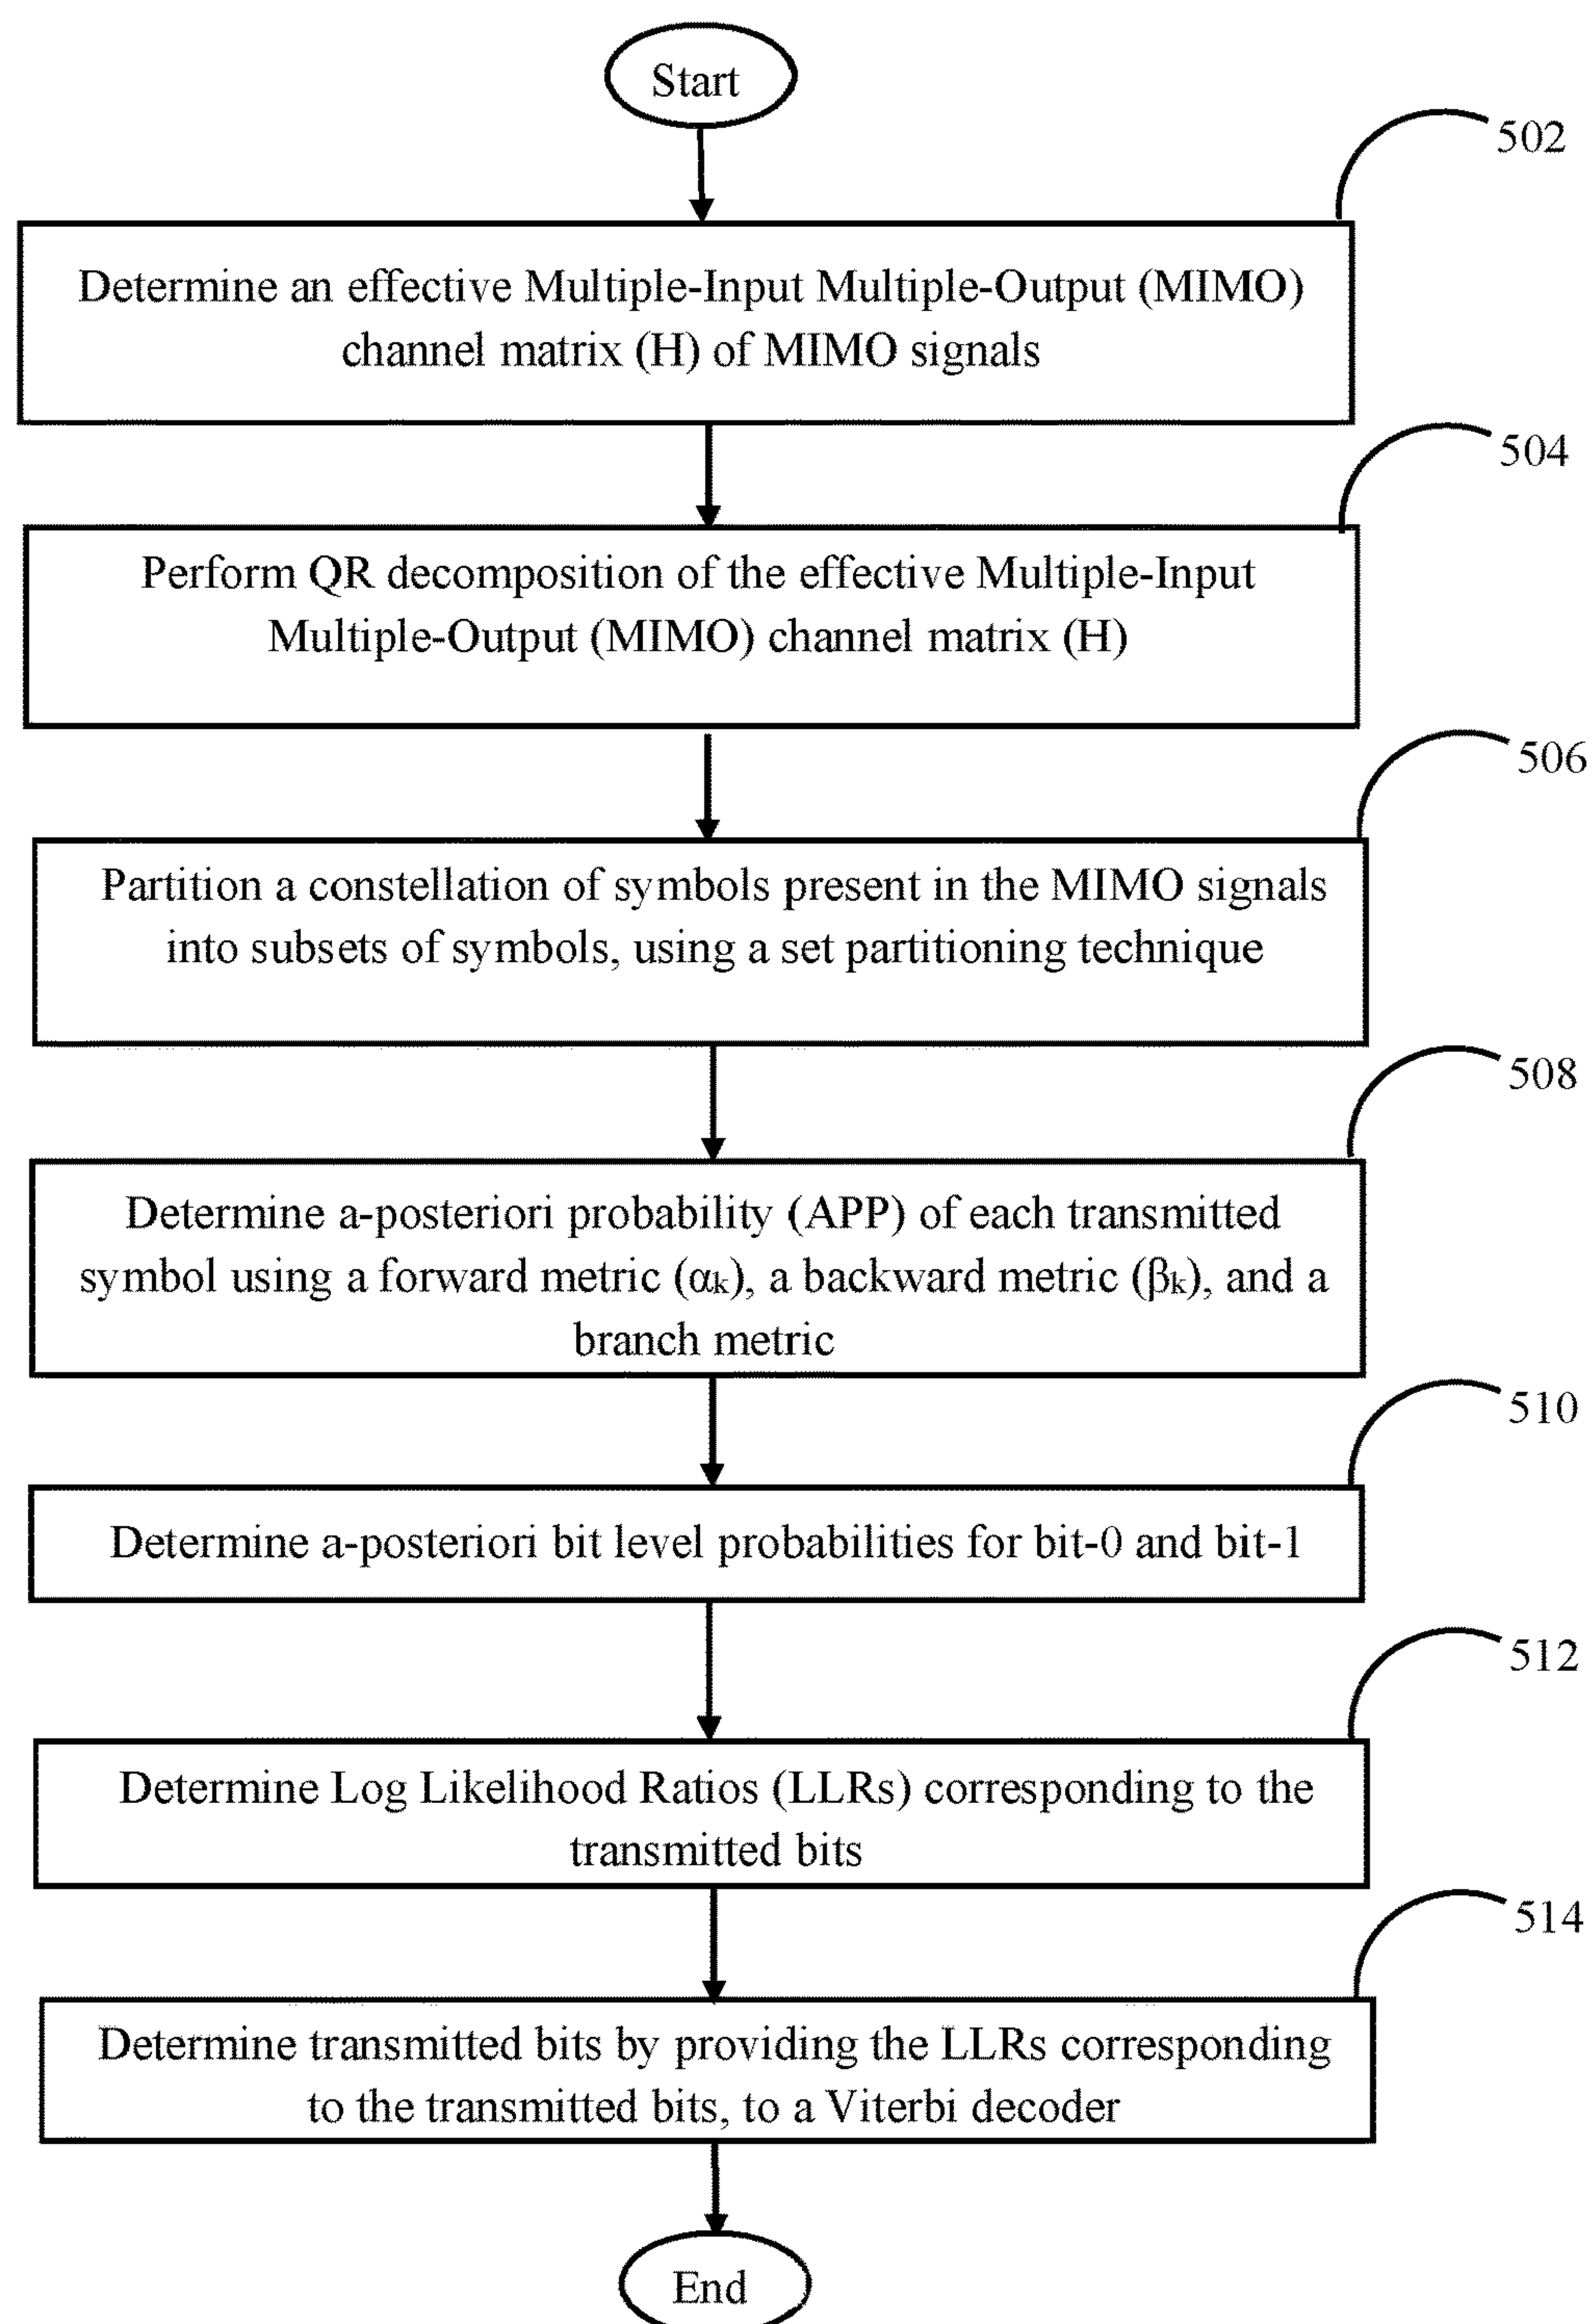 Start
502
Determine an effective Multiple-Input Multiple-Output (MIMO)
channel matrix (H) of MIMO signals
504
Perform QR decomposition of the effective Multiple-Input
Multiple-Output (MIMO) channel matrix (H)
506
Partition a constellation of symbols present in the MIMO signals
into subsets of symbols, using a set partitioning technique
508
Determine a-posteriori probability (APP) of each transmitted
symbol using a forward metric (αk), a backward metric (βk), and a
branch metric
510
Determine a-posteriori bit level probabilities for bit-0 and bit-1
512
Determine Log Likelihood Ratios (LLRs) corresponding to the
transmitted bits
514
Determine transmitted bits by providing the LLRs corresponding
to the transmitted bits, to a Viterbi decoder
End